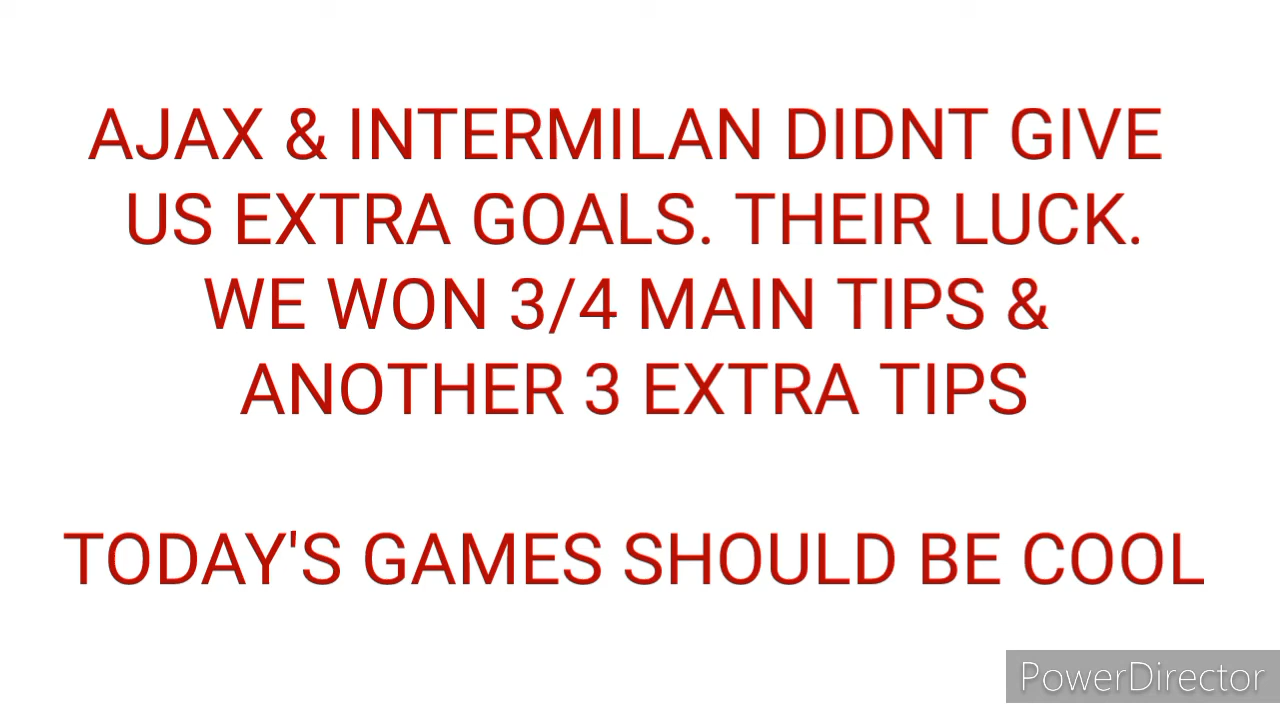 AJAX & INTERMILAN DIDNT GIVE
US EXTRA GOALS. THEIR LUCK.
WE WON 3/4 MAIN TIPS &
ANOTHER 3 EXTRA TIPS
TODAY'S GAMES SHOULD BE COOL
PowerDirector